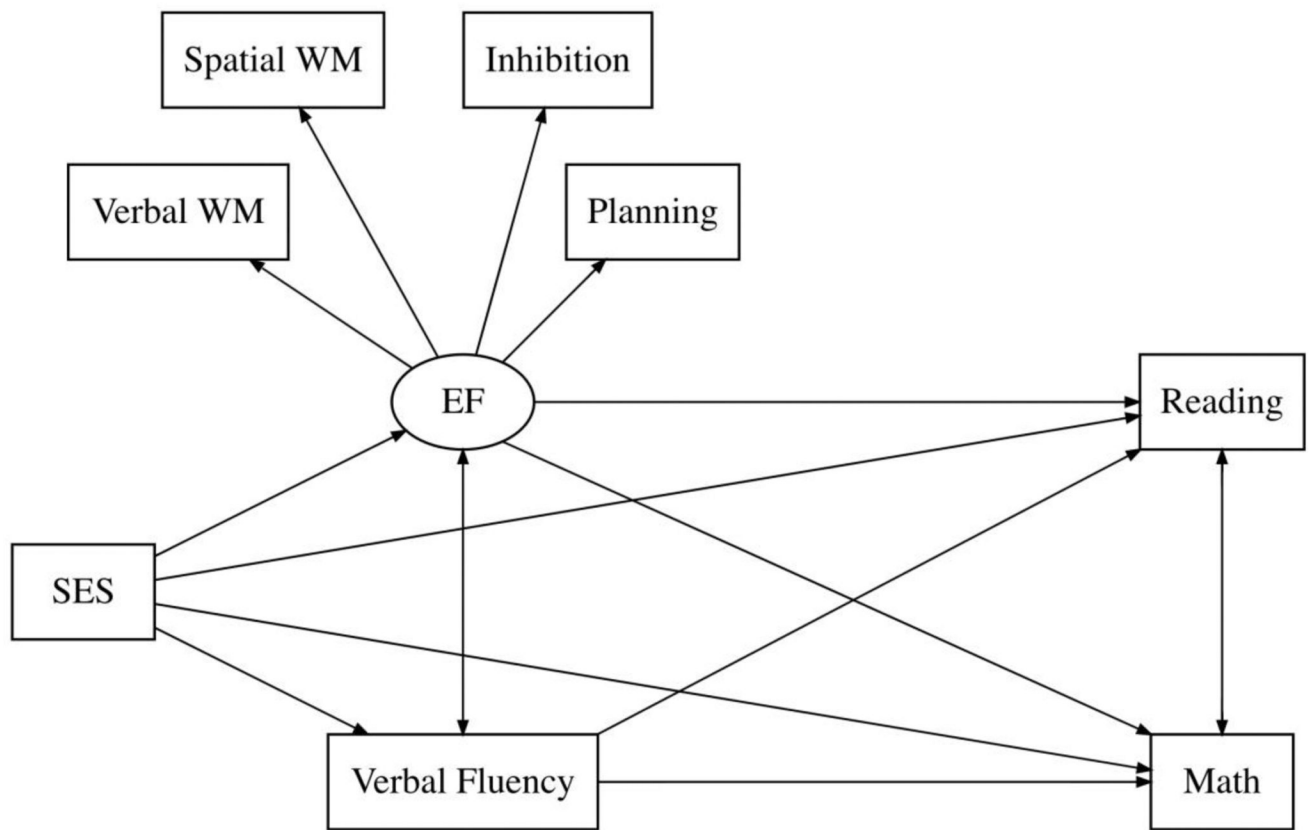 Spatial WM
Inhibition
Verbal WM
Planning
EF
Reading
SES
Verbal Fluency
Math